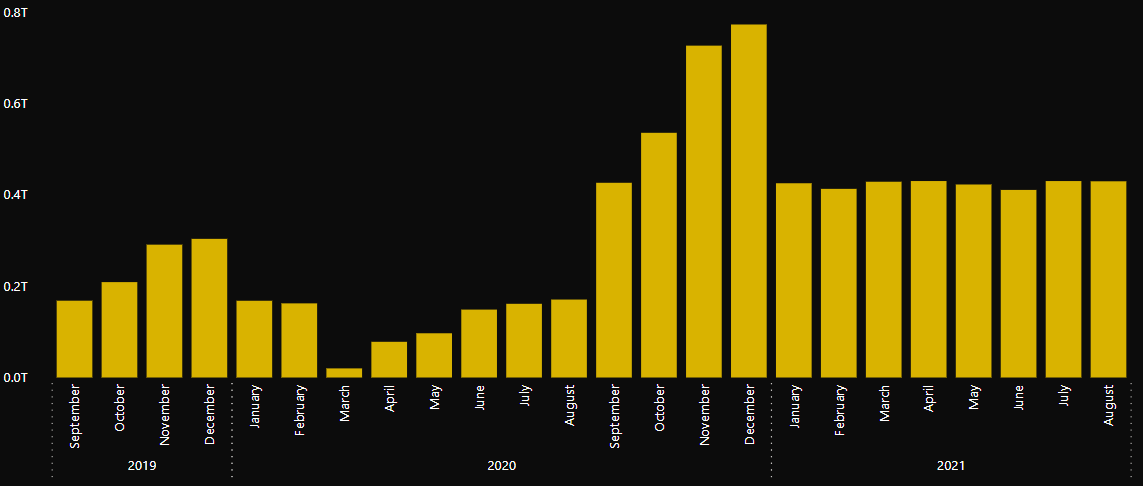 0.8T
0.6T
0.4T
0.2T
0.0T
September
October
November
December
January
February
March
April
May
June
July
August
September
October
November
December
January
February
March
April
May
June
July
August
2019
2020
2021